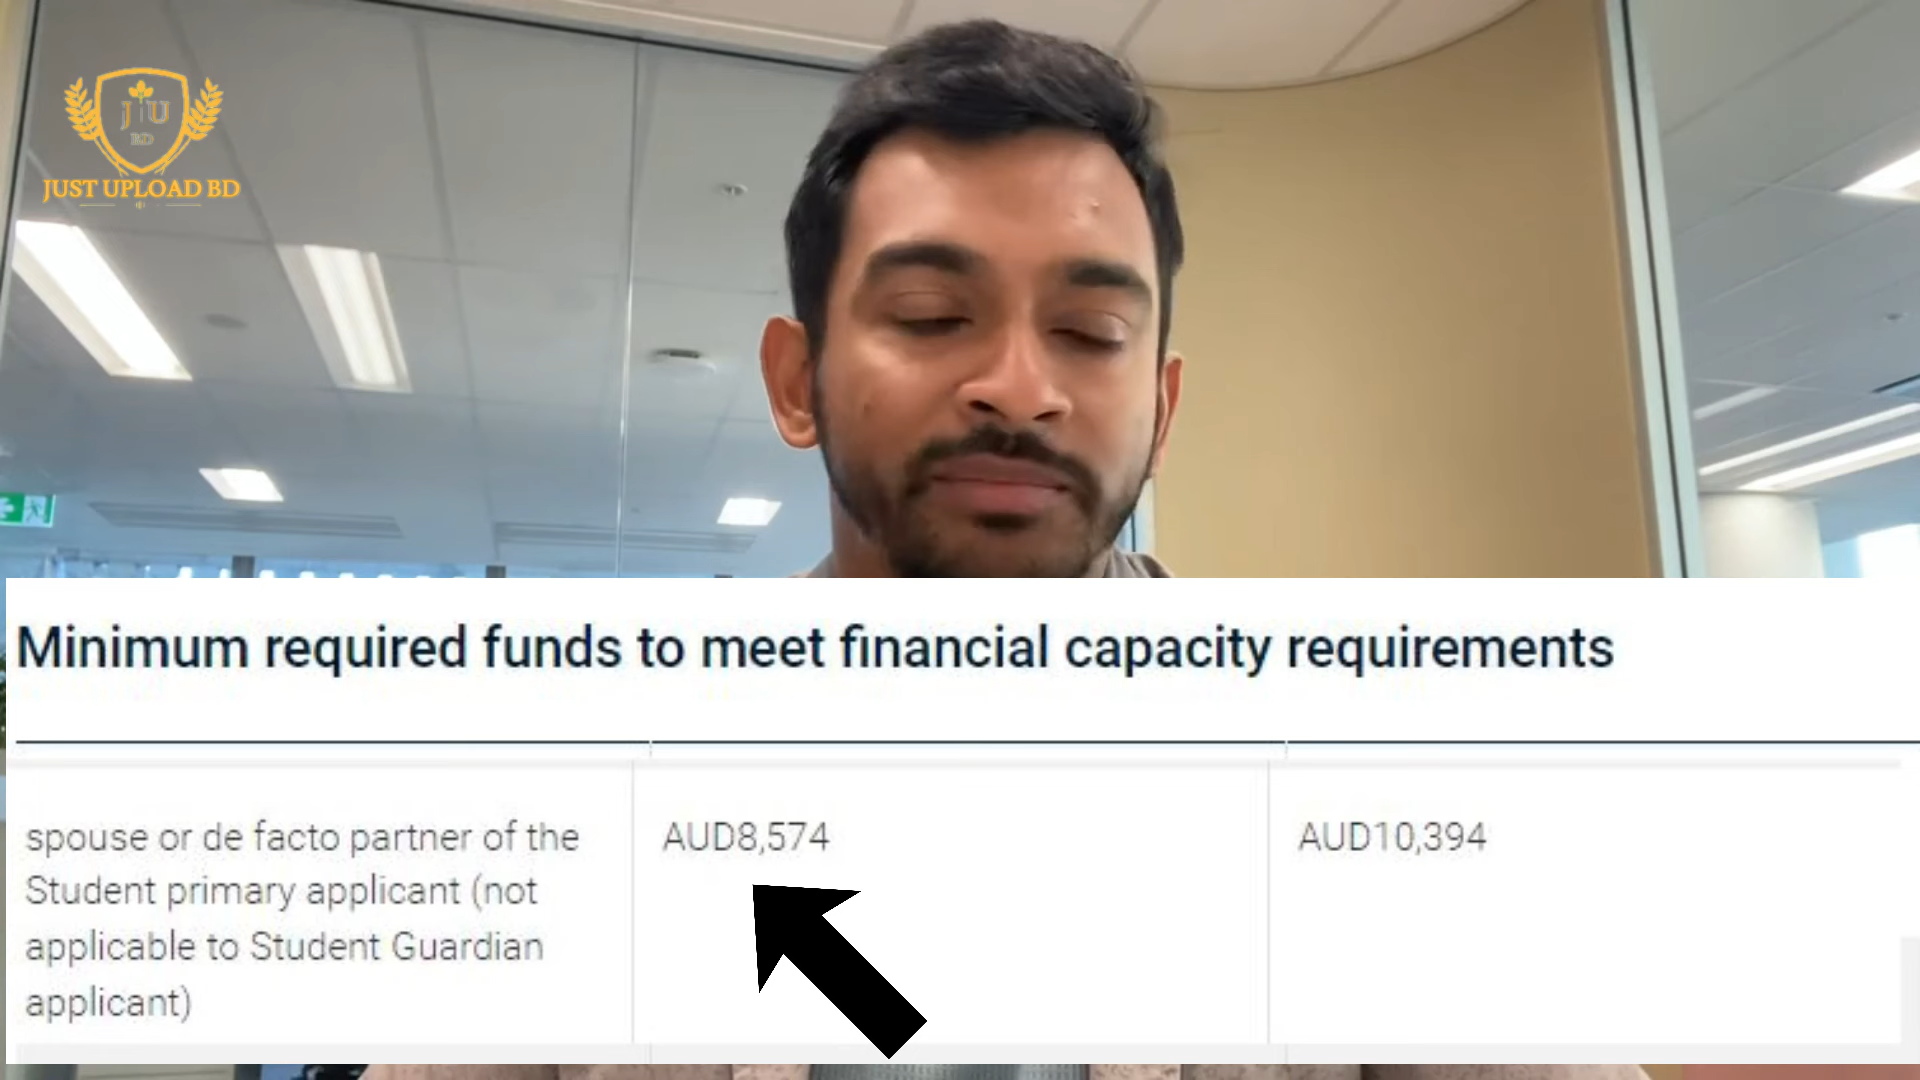 J U
BD
JUST UPLOAD BD
Minimum required funds to meet financial capacity requirements
spouse or de facto partner of the
Student primary applicant (not
applicable to Student Guardian
applicant)
AUD8,574
AUD10,394